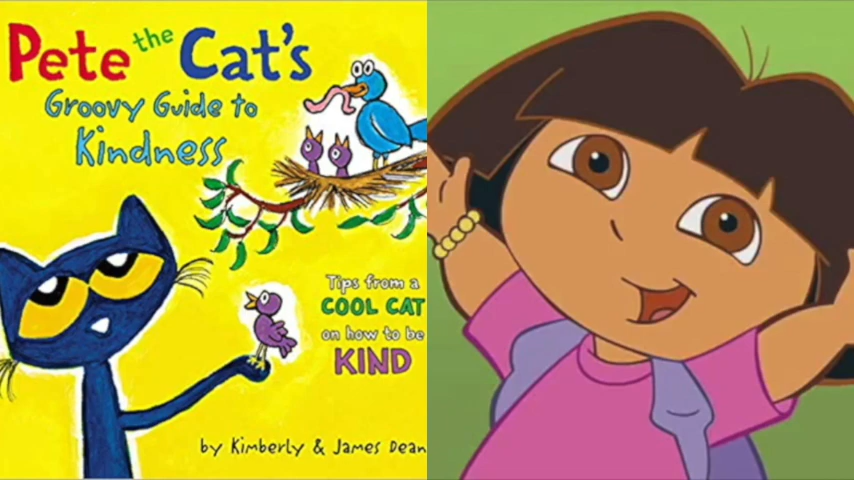 Pete the Cat's
Groovy Guide to
Kindness
Tips from a
COOL CAT
on how to be
KIND
by Kimberly & James Dean